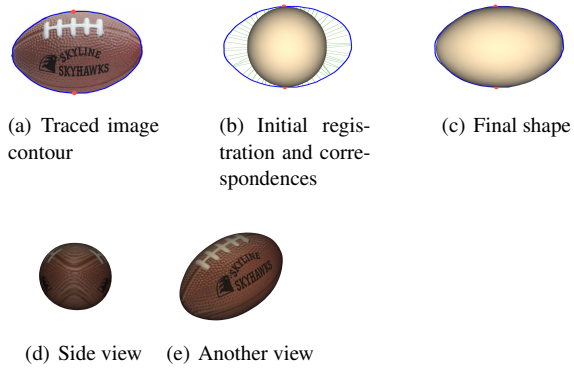 SKYLINE
SKYHAWKS
(a) Traced image
contour
(b) Initial regis-
tration and corre-
spondences
(c) Final shape
SKYLINE
SKYHAWKS
(d) Side view
(e) Another view